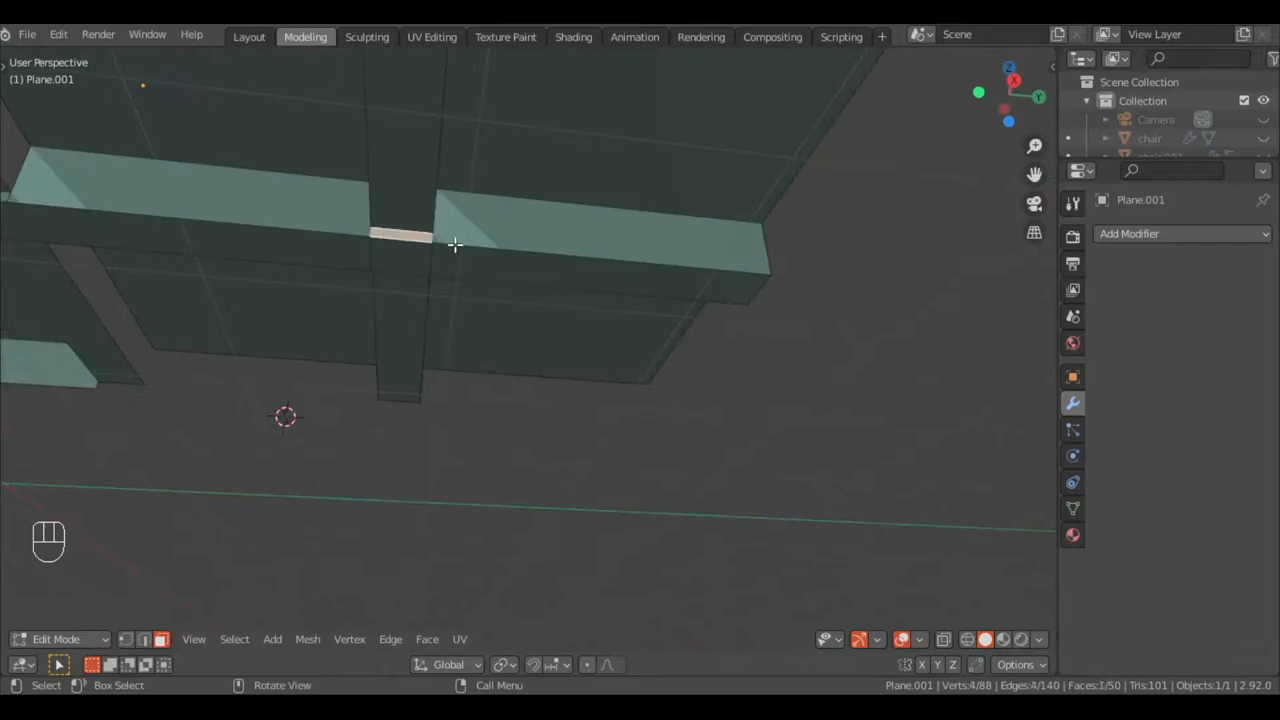 File Edit Render Window Help Layout Modeling Sculpting UV Editing Texture Paint Shading Animation Rendering Compositing Scripting + Scene View Layer
User Perspective
(1) Plane.001
Z
X
Y
Scene Collection
Collection
Camera
chair
Plane.001
Add Modifier
Edit Mode View Select Add Mesh Vertex Edge Face UV
Global X Y Z Options
Select Box Select Rotate View Call Menu Plane.001 | Verts:4/88 | Edges:4/140 | Faces:1/50 | Tris:101 | Objects:1/1 | 2.92.0